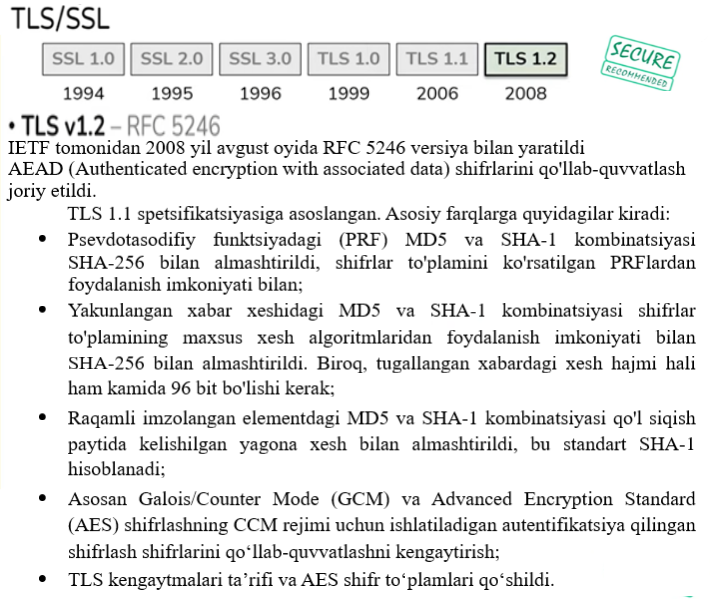 TLS/SSL
SSL 1.0 SSL 2.0 SSL 3.0 TLS 1.0 TLS 1.1 TLS 1.2
1994 1995 1996 1999 2006 2008
SECURE
RECOMMENDED
• TLS v1.2 – RFC 5246
IETF tomonidan 2008 yil avgust oyida RFC 5246 versiya bilan yaratildi
AEAD (Authenticated encryption with associated data) shifrlarini qo'llab-quvvatlash
joriy etildi.
TLS 1.1 spetsifikatsiyasiga asoslangan. Asosiy farqlarga quyidagilar kiradi:
• Psevdotasodifiy funktsiyadagi (PRF) MD5 va SHA-1 kombinatsiyasi
SHA-256 bilan almashtirildi, shifrlar to'plamini ko'rsatilgan PRFlardan
foydalanish imkoniyati bilan;
• Yakunlangan xabar xeshidagi MD5 va SHA-1 kombinatsiyasi shifrlar
to'plamining maxsus xesh algoritmlaridan foydalanish imkoniyati bilan
SHA-256 bilan almashtirildi. Biroq, tugallangan xabardagi xesh hajmi hali
ham kamida 96 bit bo'lishi kerak;
• Raqamli imzolangan elementdagi MD5 va SHA-1 kombinatsiyasi qo'l siqish
paytida kelishilgan yagona xesh bilan almashtirildi, bu standart SHA-1
hisoblanadi;
• Asosan Galois/Counter Mode (GCM) va Advanced Encryption Standard
(AES) shifrlashning CCM rejimi uchun ishlatiladigan autentifikatsiya qilingan
shifrlash shifrlarini qo‘llab-quvvatlashni kengaytirish;
• TLS kengaytmalari ta’rifi va AES shifr to‘plamlari qo‘shildi.